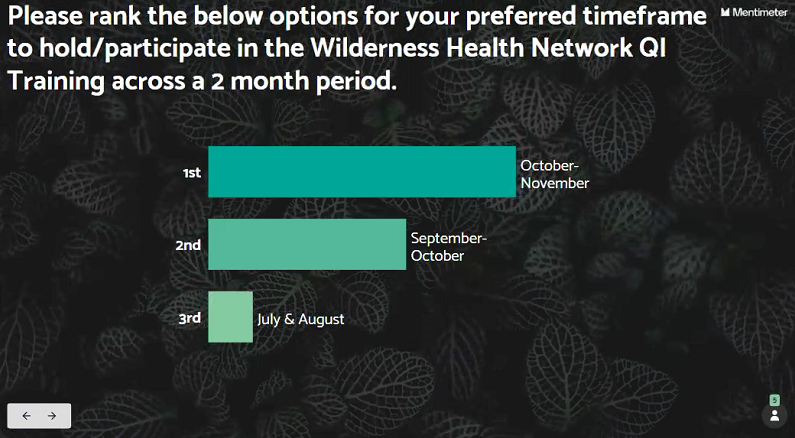 Please rank the below options for your preferred timeframe
to hold/participate in the Wilderness Health Network QI
Training across a 2 month period.
Mentimeter
1st
October-
November
2nd
September-
October
3rd
July & August
5